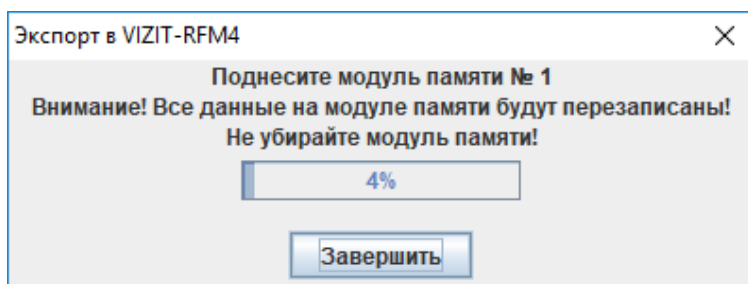 Экспорт в VIZIT-RFM4
Поднесите модуль памяти № 1
Внимание! Все данные на модуле памяти будут перезаписаны!
Не убирайте модуль памяти!
4%
Завершить